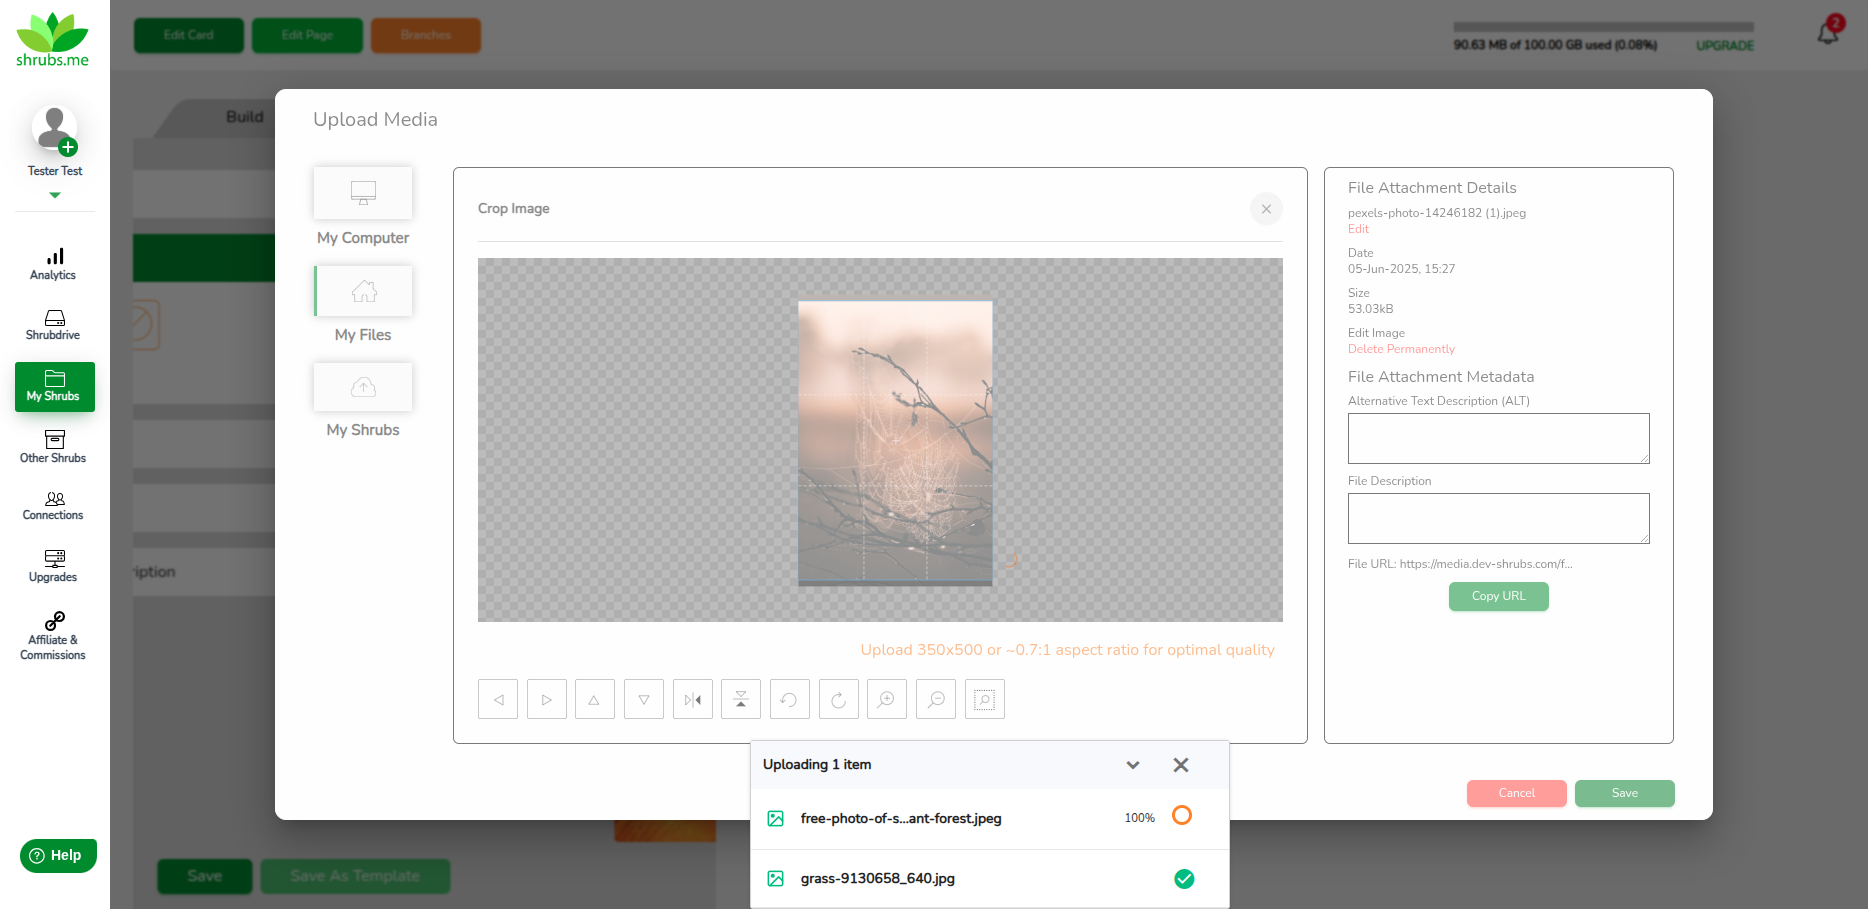 shrubs.me
Tester Test
Analytics
Shrubdrive
My Shrubs
Other Shrubs
Connections
Upgrades
Affiliate &
Commissions
Help
Edit Card
Edit Page
Branches
90.63 MB of 100.00 GB used (0.08%)
UPGRADE
2
Build
ription
Save
Save As Template
Upload Media
My Computer
My Files
My Shrubs
Crop Image
Upload 350x500 or ~0.7:1 aspect ratio for optimal quality
File Attachment Details
pexels-photo-14246182 (1).jpeg
Edit
Date
05-Jun-2025, 15:27
Size
53.03kB
Edit Image
Delete Permanently
File Attachment Metadata
Alternative Text Description (ALT)
File Description
File URL: https://media.dev-shrubs.com/f...
Copy URL
Cancel
Save
Uploading 1 item
free-photo-of-s...ant-forest.jpeg
100%
grass-9130658_640.jpg